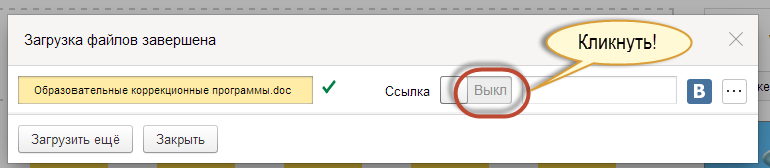 Загрузка файлов завершена
Кликнуть!
Образовательные коррекционные программы.doc
Ссылка
Выкл
В
...
Загрузить ещё
Закрыть